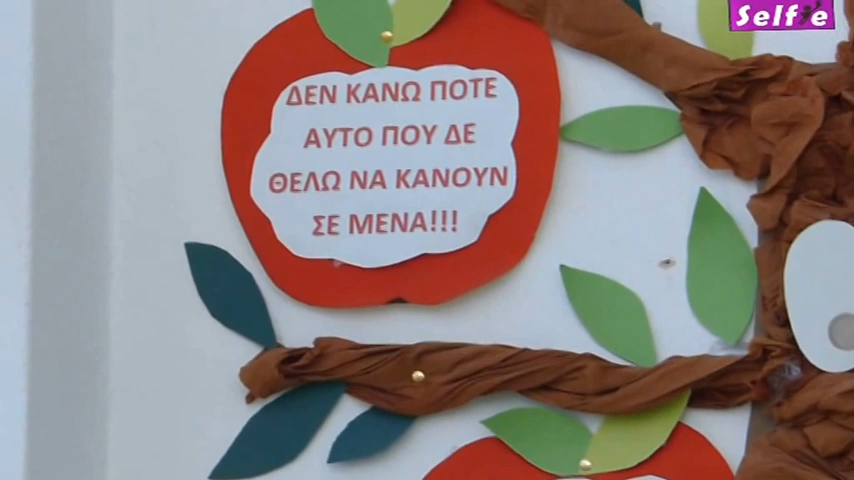 Selfie
ΔΕΝ ΚΑΝΩ ΠΟΤΕ
ΑΥΤΟ ΠΟΥ ΔΕ
ΘΕΛΩ ΝΑ ΚΑΝΟΥΝ
ΣΕ ΜΕΝΑ!!!